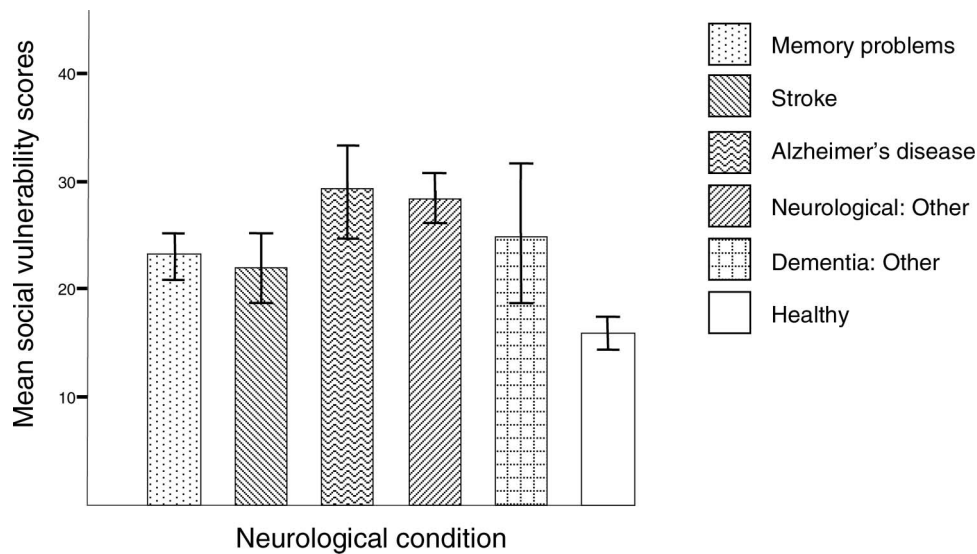 Mean social vulnerability scores
40
30
20
10
Neurological condition
Memory problems
Stroke
Alzheimer's disease
Neurological: Other
Dementia: Other
Healthy